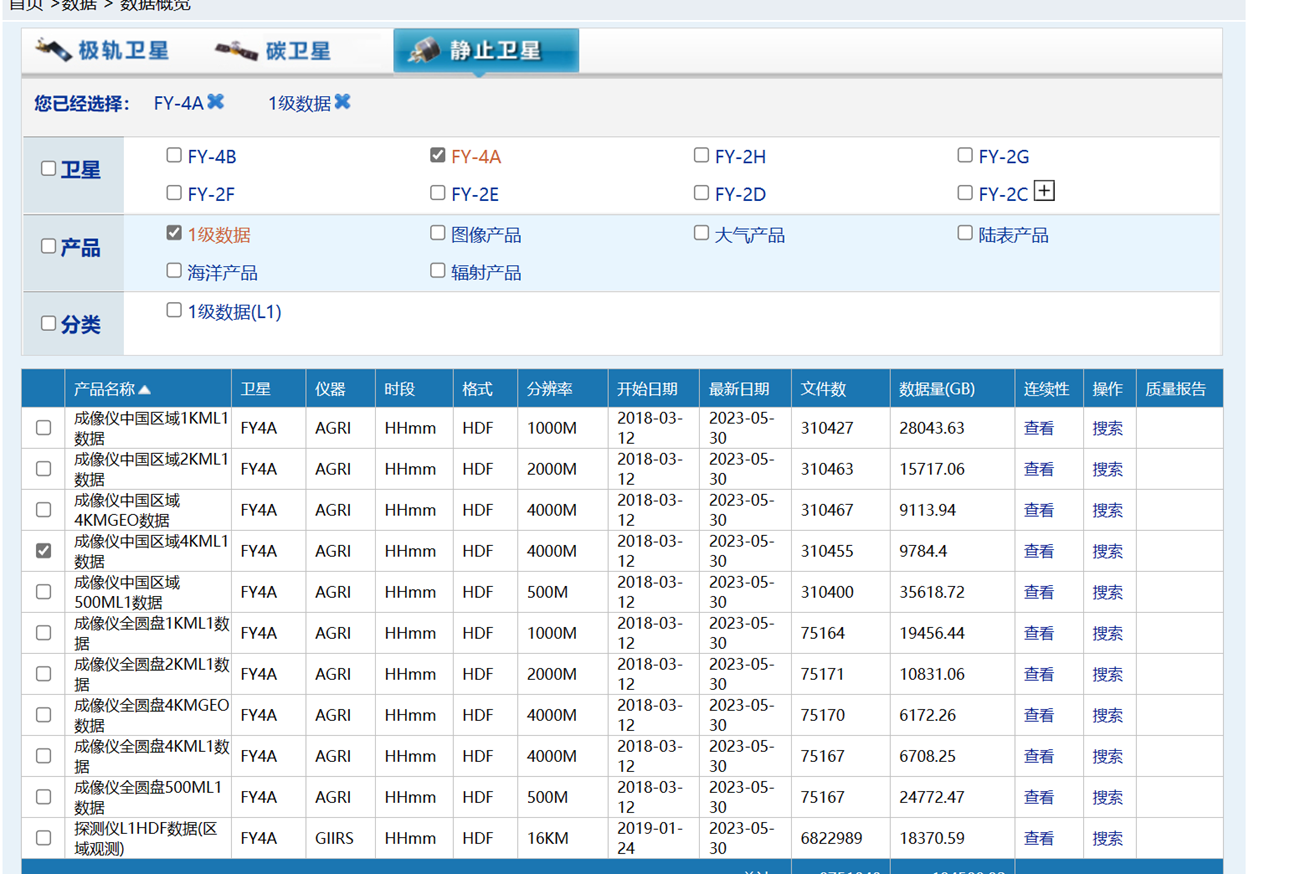 首页 >数据 > 数据概览
极轨卫星 碳卫星 静止卫星
您已经选择： FY-4A 1级数据
卫星 FY-4B FY-4A FY-2H FY-2G
FY-2F FY-2E FY-2D FY-2C
产品 1级数据 图像产品 大气产品 陆表产品
海洋产品 辐射产品
分类 1级数据(L1)
产品名称 卫星 仪器 时段 格式 分辨率 开始日期 最新日期 文件数 数据量(GB) 连续性 操作 质量报告
成像仪中国区域1KML1数据 FY4A AGRI HHmm HDF 1000M 2018-03-12 2023-05-30 310427 28043.63 查看 搜索
成像仪中国区域2KML1数据 FY4A AGRI HHmm HDF 2000M 2018-03-12 2023-05-30 310463 15717.06 查看 搜索
成像仪中国区域4KMGEO数据 FY4A AGRI HHmm HDF 4000M 2018-03-12 2023-05-30 310467 9113.94 查看 搜索
成像仪中国区域4KML1数据 FY4A AGRI HHmm HDF 4000M 2018-03-12 2023-05-30 310455 9784.4 查看 搜索
成像仪中国区域500ML1数据 FY4A AGRI HHmm HDF 500M 2018-03-12 2023-05-30 310400 35618.72 查看 搜索
成像仪全圆盘1KML1数据 FY4A AGRI HHmm HDF 1000M 2018-03-12 2023-05-30 75164 19456.44 查看 搜索
成像仪全圆盘2KML1数据 FY4A AGRI HHmm HDF 2000M 2018-03-12 2023-05-30 75171 10831.06 查看 搜索
成像仪全圆盘4KMGEO数据 FY4A AGRI HHmm HDF 4000M 2018-03-12 2023-05-30 75170 6172.26 查看 搜索
成像仪全圆盘4KML1数据 FY4A AGRI HHmm HDF 4000M 2018-03-12 2023-05-30 75167 6708.25 查看 搜索
成像仪全圆盘500ML1数据 FY4A AGRI HHmm HDF 500M 2018-03-12 2023-05-30 75167 24772.47 查看 搜索
探测仪L1HDF数据(区域观测) FY4A GIIRS HHmm HDF 16KM 2019-01-24 2023-05-30 6822989 18370.59 查看 搜索